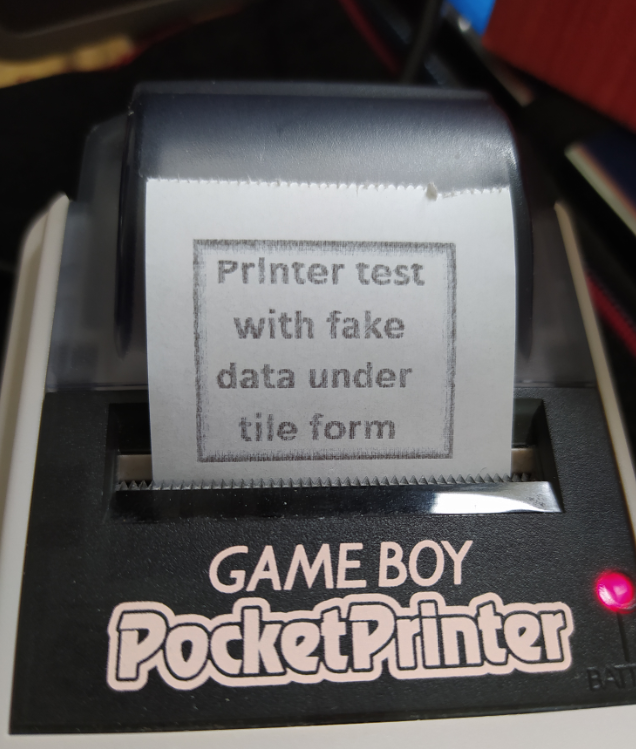 Printer test
with fake
data under
tile form
GAME BOY
PocketPrinter